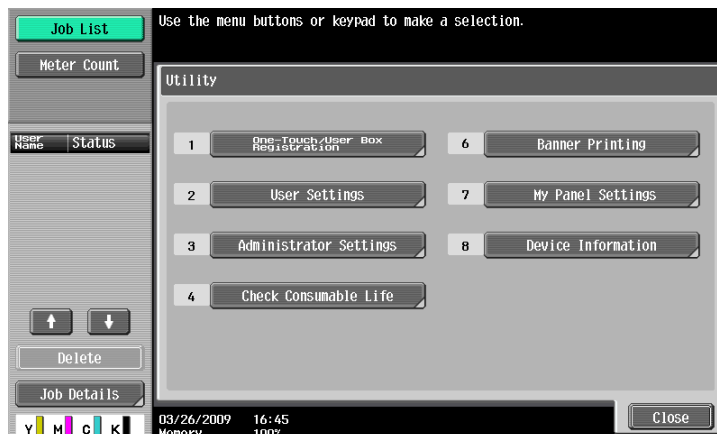 Job List
Meter Count
User Name Status
Delete
Job Details
Y M C K
Use the menu buttons or keypad to make a selection.
Utility
1 One-Touch/User Box Registration
2 User Settings
3 Administrator Settings
4 Check Consumable Life
6 Banner Printing
7 My Panel Settings
8 Device Information
03/26/2009 16:45
Memory 100%
Close